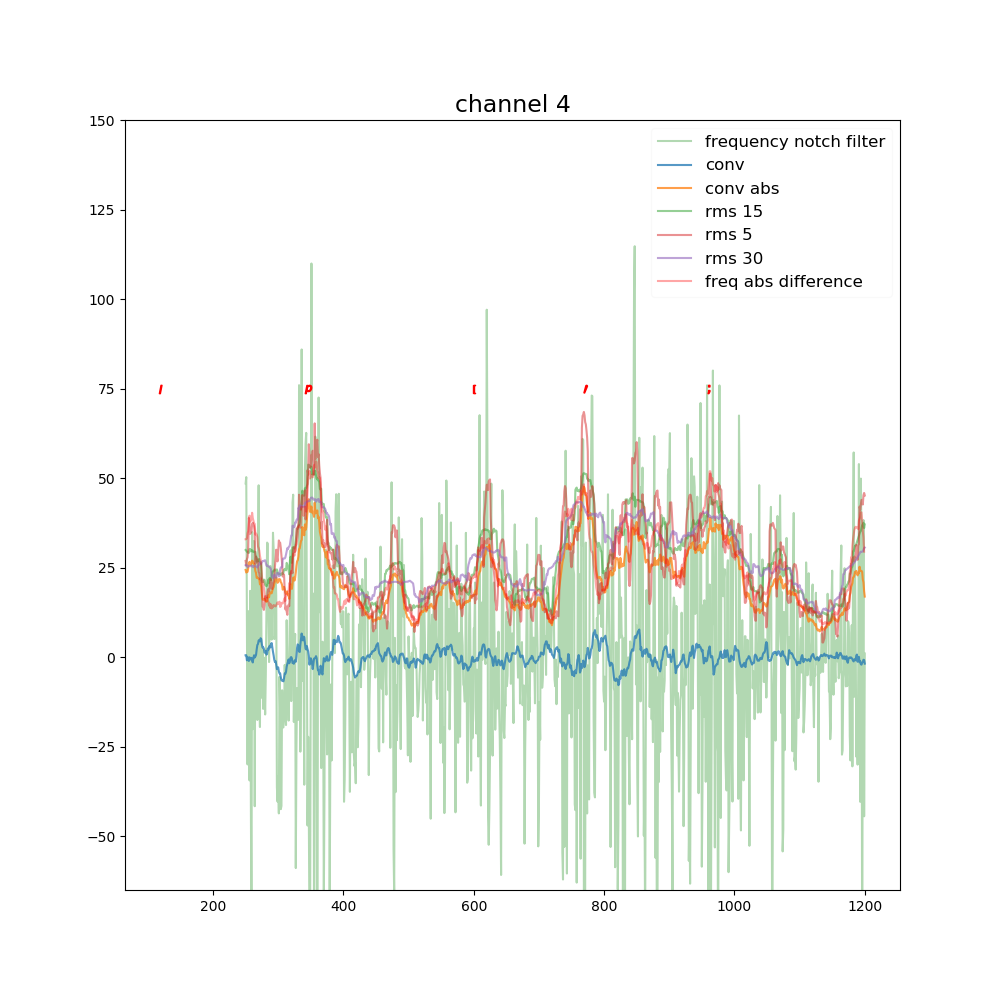 channel 4
150
frequency notch filter
conv
125
conv abs
rms 15
rms 5
rms 30
100
freq abs difference
75
p
[
;
50
25
0
−25
−50
200 400 600 800 1000 1200